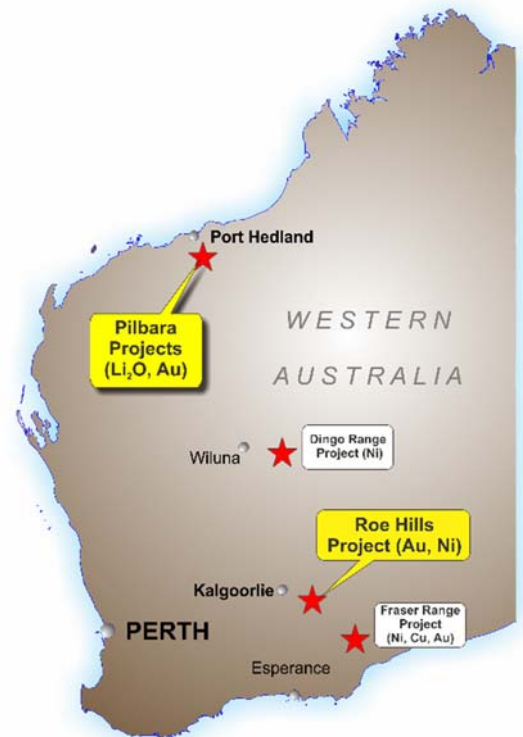 Port Hedland
Pilbara
Projects
(Li₂O, Au)
WESTERN
AUSTRALIA
Wiluna
Dingo Range
Project (Ni)
Roe Hills
Project (Au, Ni)
Kalgoorlie
PERTH
Fraser Range
Project
(Ni, Cu, Au)
Esperance